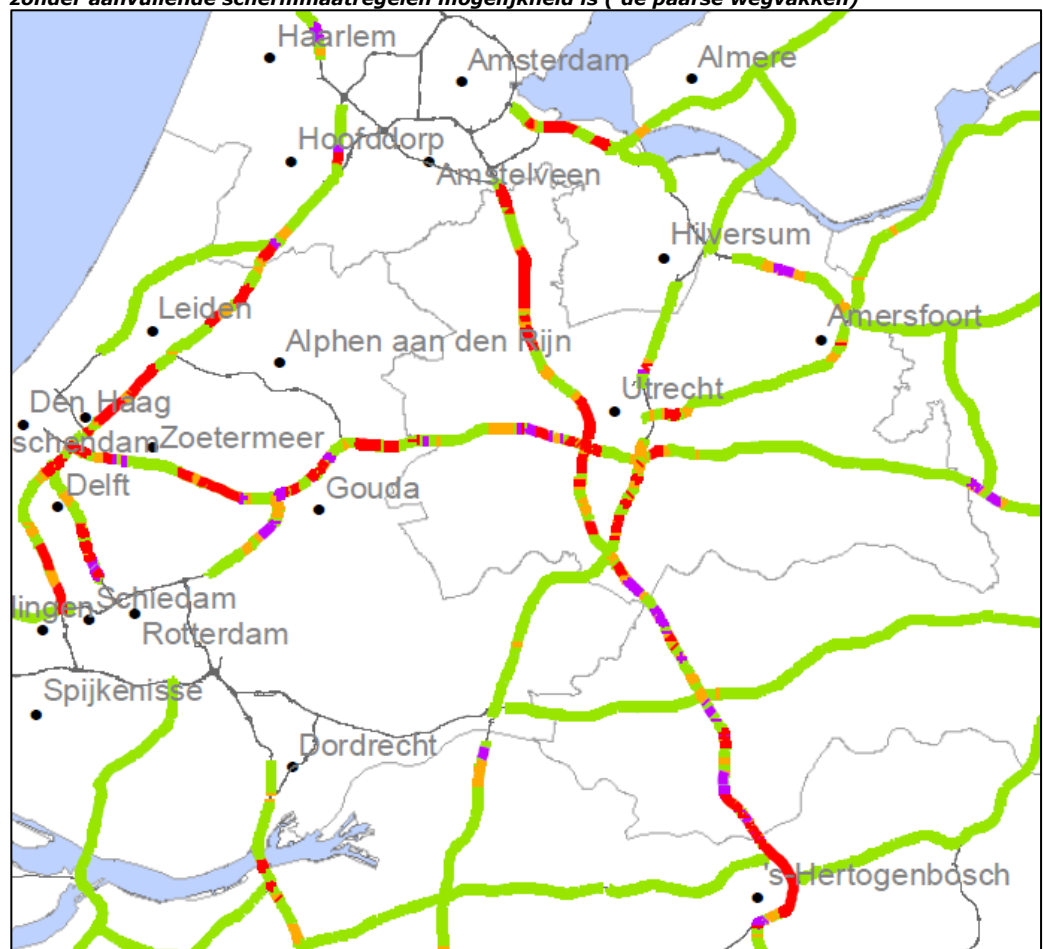 zonder aanvullende schermmaatregelen mogelijkheid is ( de paarse wegvakken)
Haarlem
Amsterdam
Almere
Hoofddorp
Amstelveen
Hilversum
Leiden
Amersfoort
Alphen aan den Rijn
Utrecht
Den Haag
schendam
Zoetermeer
Delft
Gouda
Schiedam
lingen
Rotterdam
Spijkenisse
Dordrecht
's-Hertogenbosch